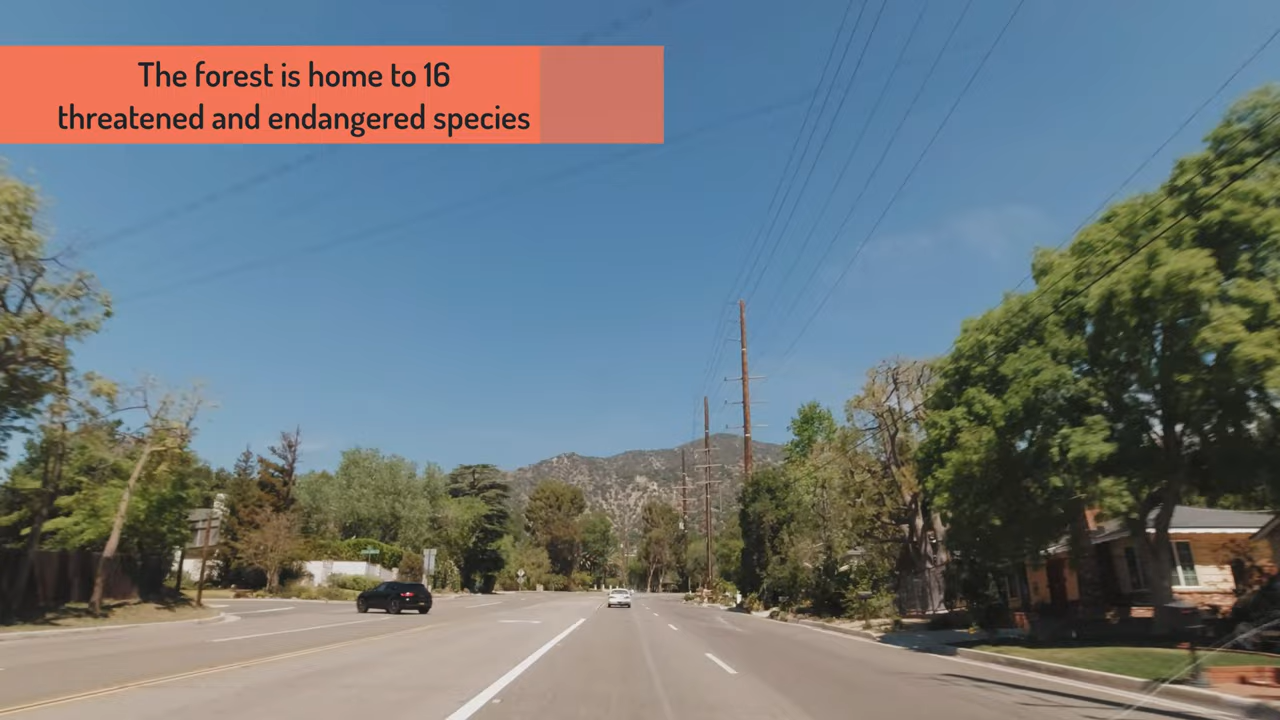 The forest is home to 16
threatened and endangered species